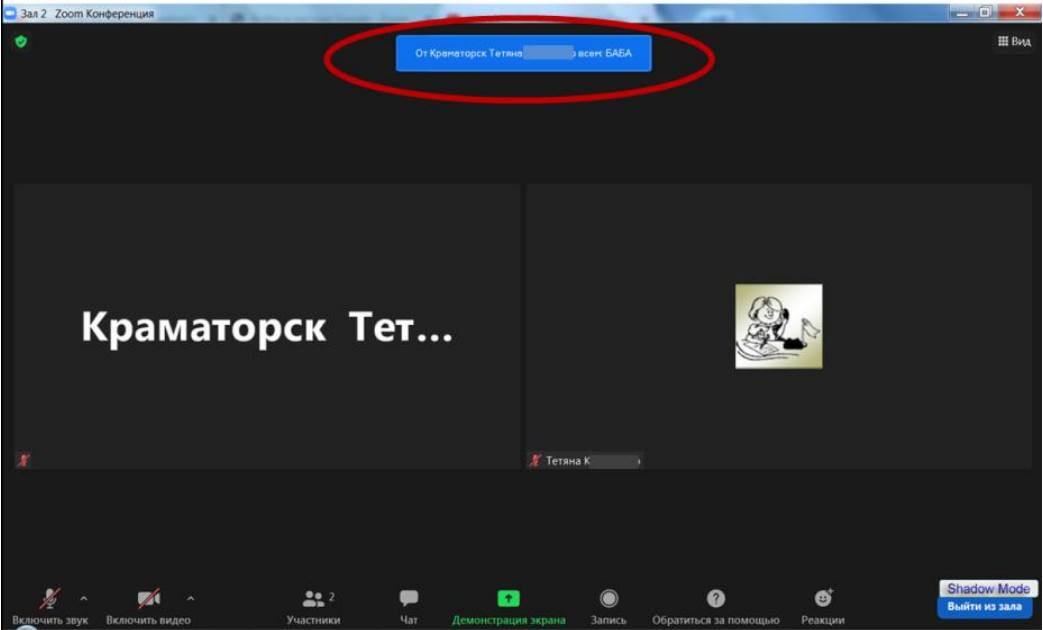 Зал 2 Zoom Конференция
Вид
От Краматорск Тетяна всем: БАБА
Краматорск Тет...
Тетяна К
2
Включить звук
Включить видео
Участники
Чат
Демонстрация экрана
Запись
Обратиться за помощью
Реакции
Shadow Mode
Выйти из зала